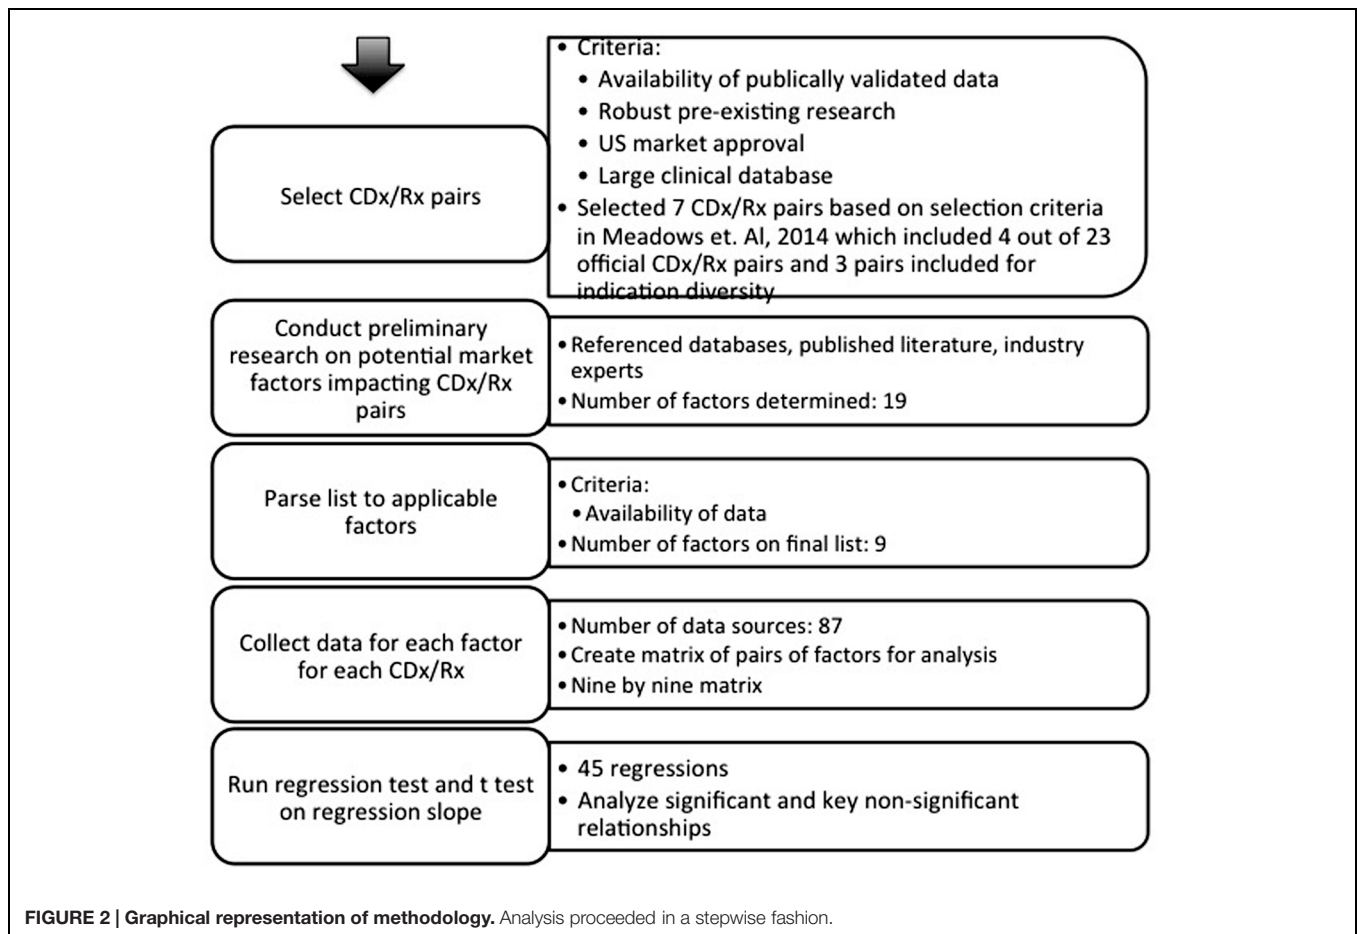 Select CDx/Rx pairs
• Criteria:
• Availability of publically validated data
• Robust pre-existing research
• US market approval
• Large clinical database
• Selected 7 CDx/Rx pairs based on selection criteria
in Meadows et. Al, 2014 which included 4 out of 23
official CDx/Rx pairs and 3 pairs included for
indication diversity
Conduct preliminary
research on potential market
factors impacting CDx/Rx
pairs
• Referenced databases, published literature, industry
experts
• Number of factors determined: 19
Parse list to applicable
factors
• Criteria:
• Availability of data
• Number of factors on final list: 9
Collect data for each factor
for each CDx/Rx
• Number of data sources: 87
• Create matrix of pairs of factors for analysis
• Nine by nine matrix
Run regression test and t test
on regression slope
• 45 regressions
• Analyze significant and key non-significant
relationships
FIGURE 2 | Graphical representation of methodology. Analysis proceeded in a stepwise fashion.